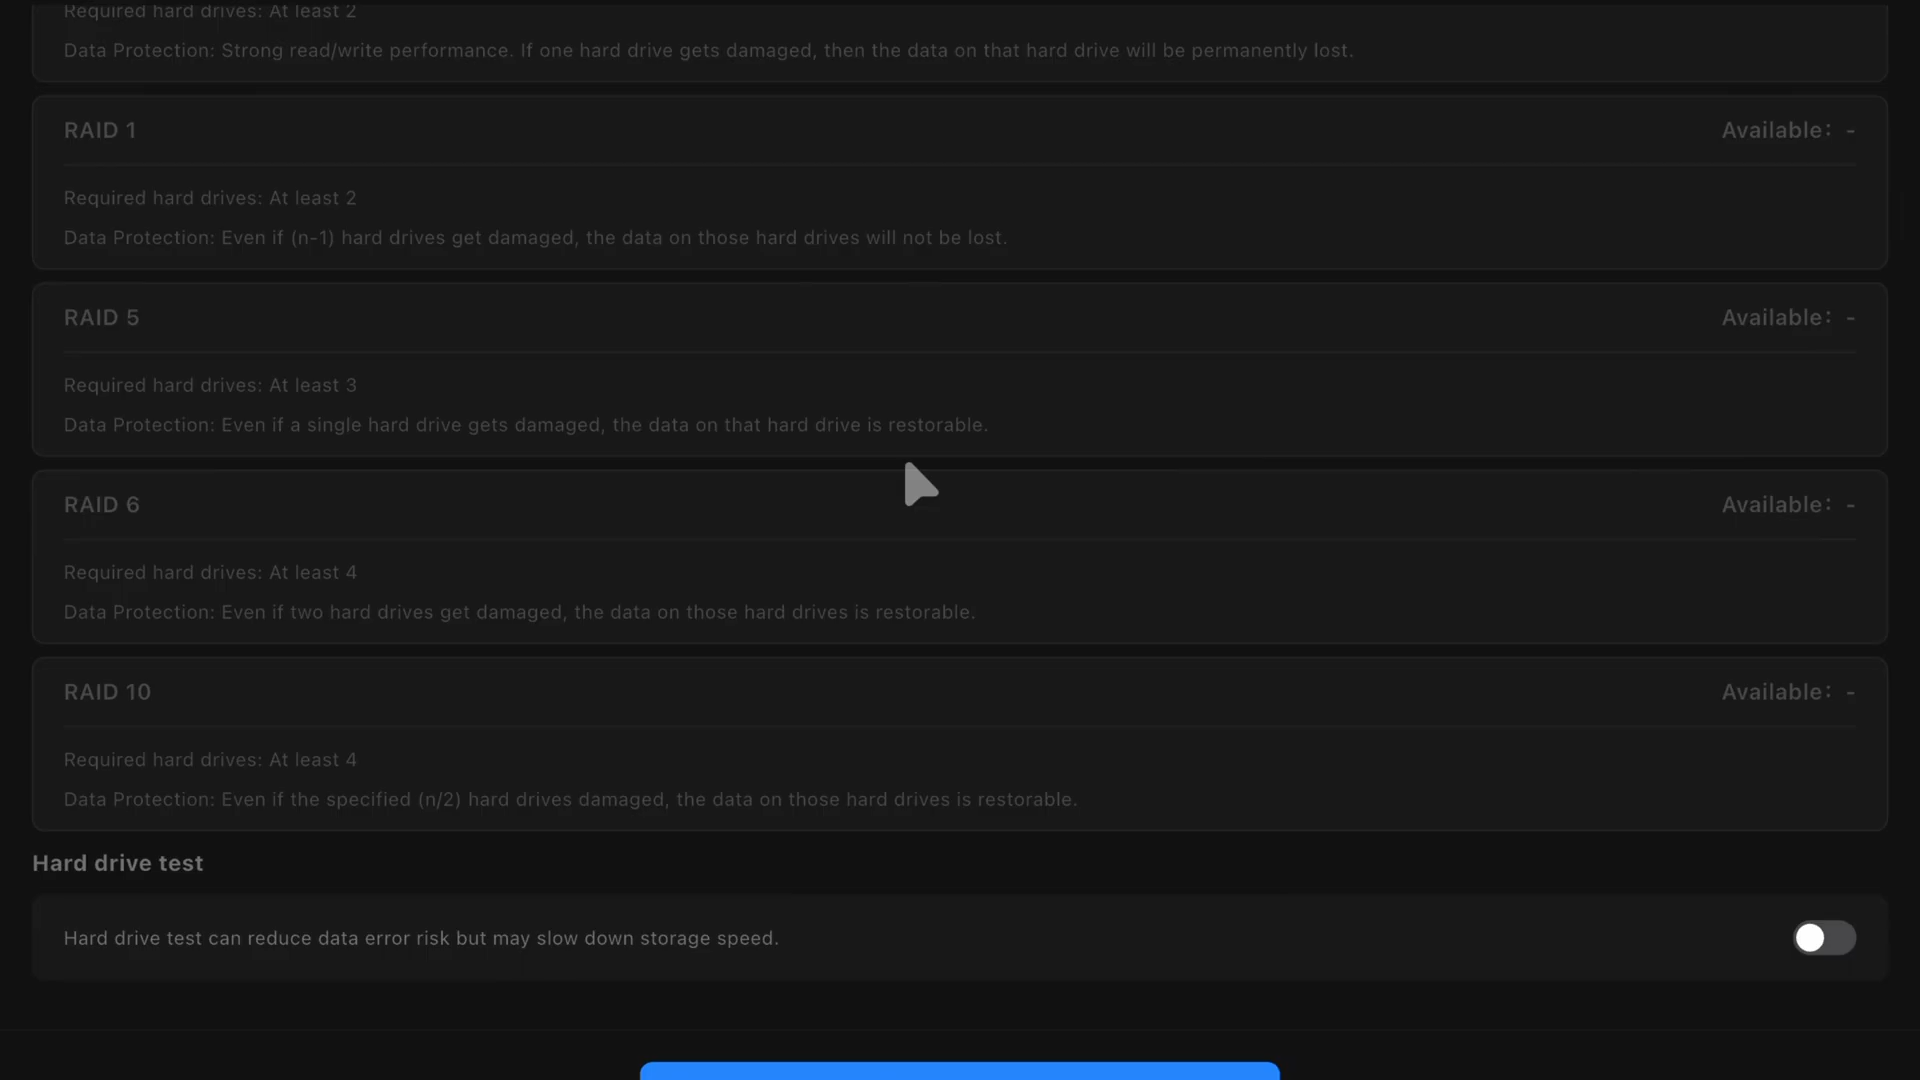 Required hard drives: At least 2
Data Protection: Strong read/write performance. If one hard drive gets damaged, then the data on that hard drive will be permanently lost.
RAID 1
Available: -
Required hard drives: At least 2
Data Protection: Even if (n-1) hard drives get damaged, the data on those hard drives will not be lost.
RAID 5
Available: -
Required hard drives: At least 3
Data Protection: Even if a single hard drive gets damaged, the data on that hard drive is restorable.
RAID 6
Available: -
Required hard drives: At least 4
Data Protection: Even if two hard drives get damaged, the data on those hard drives is restorable.
RAID 10
Available: -
Required hard drives: At least 4
Data Protection: Even if the specified (n/2) hard drives damaged, the data on those hard drives is restorable.
Hard drive test
Hard drive test can reduce data error risk but may slow down storage speed.